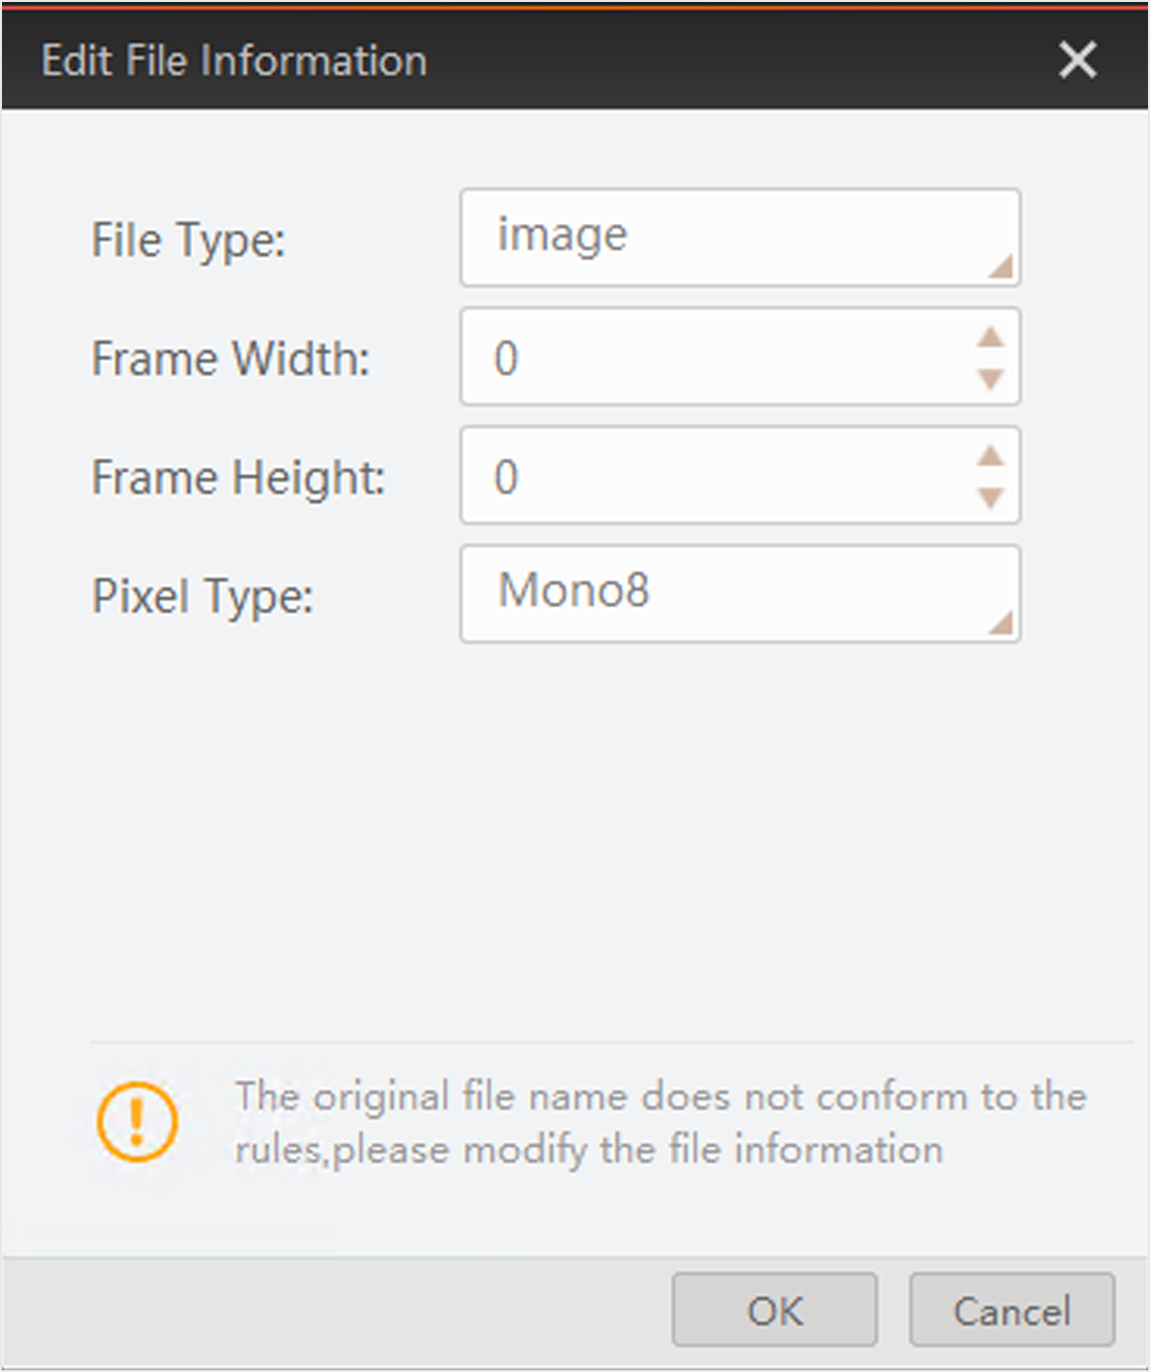 Edit File Information
File Type: image
Frame Width: 0
Frame Height: 0
Pixel Type: Mono8
The original file name does not conform to the
rules,please modify the file information
OK Cancel